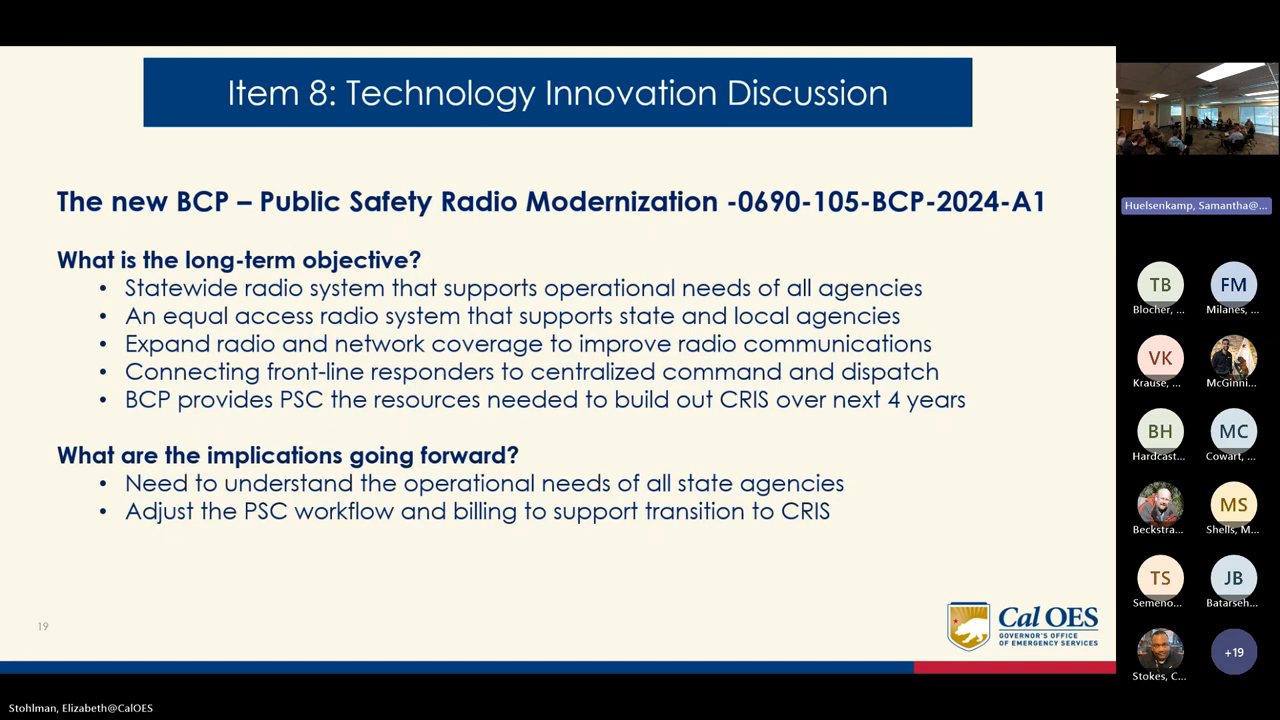 Item 8: Technology Innovation Discussion
The new BCP – Public Safety Radio Modernization -0690-105-BCP-2024-A1
What is the long-term objective?
• Statewide radio system that supports operational needs of all agencies
• An equal access radio system that supports state and local agencies
• Expand radio and network coverage to improve radio communications
• Connecting front-line responders to centralized command and dispatch
• BCP provides PSC the resources needed to build out CRIS over next 4 years
What are the implications going forward?
• Need to understand the operational needs of all state agencies
• Adjust the PSC workflow and billing to support transition to CRIS
19
Cal OES
GOVERNOR'S OFFICE
OF EMERGENCY SERVICES
Stohlman, Elizabeth@CalOES
Huelsenkamp, Samantha@...
TB FM
Blocher, ... Milanes, ...
VK
Krause, ... McGinni...
BH MC
Hardcast... Cowart, ...
MS
Beckstra... Shells, M...
TS JB
Semeno... Batarseh...
+19
Stokes, C...